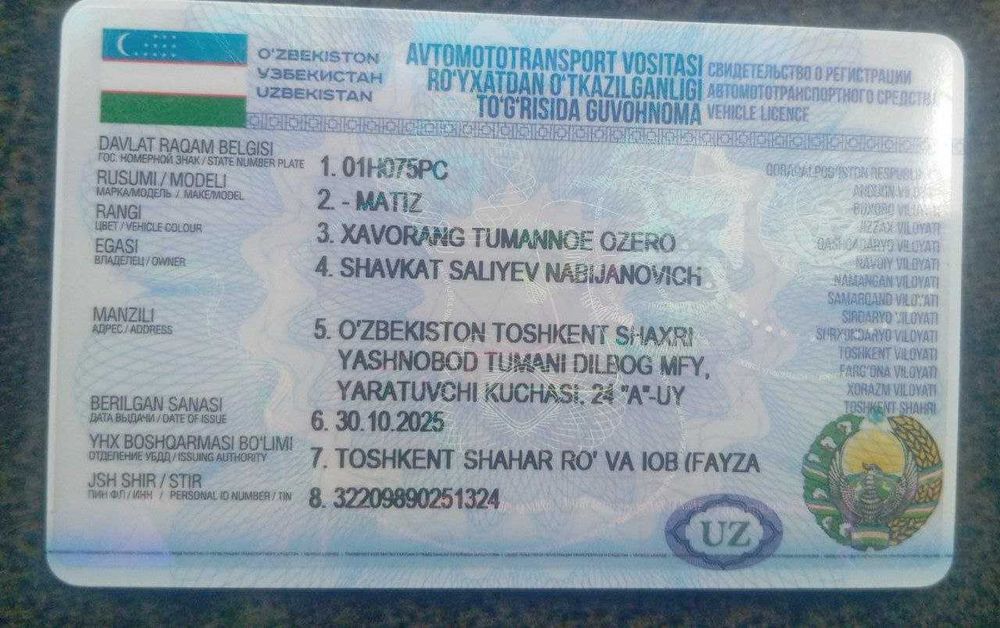 O'ZBEKISTON
УЗБЕКИСТАН
UZBEKISTAN
AVTOMOTOTRANSPORT VOSITASI
RO'YXATDAN O'TKAZILGANLIGI
TO'G'RISIDA GUVOHNOMA
СВИДЕТЕЛЬСТВО О РЕГИСТРАЦИИ
АВТОМОТОТРАНСПОРТНОГО СРЕДСТВА
VEHICLE LICENCE
DAVLAT RAQAM BELGISI
ГОС. НОМЕРНОЙ ЗНАК / STATE NUMBER PLATE
1. 01H075PC
RUSUMI / MODELI
МАРКА/МОДЕЛЬ / MAKE/MODEL
2. - MATIZ
RANGI
ЦВЕТ / VEHICLE COLOUR
3. XAVORANG TUMANNOE OZERO
EGASI
ВЛАДЕЛЕЦ / OWNER
4. SHAVKAT SALIYEV NABIJANOVICH
MANZILI
АДРЕС / ADDRESS
5. O'ZBEKISTON TOSHKENT SHAXRI
YASHNOBOD TUMANI DILBOG MFY,
YARATUVCHI KUCHASI, 24 "A"-UY
BERILGAN SANASI
ДАТА ВЫДАЧИ / DATE OF ISSUE
6. 30.10.2025
YHX BOSHQARMASI BO'LIMI
ОТДЕЛЕНИЕ УБДД / ISSUING AUTHORITY
7. TOSHKENT SHAHAR RO' VA IOB (FAYZA
JSH SHIR / STIR
ПИН ФЛ / ИНН / PERSONAL ID NUMBER / TIN
8. 32209890251324
QORAQALPOG'ISTON RESPUBLIK
ANDIJON VILOYATI
BUXORO VILOYATI
JIZZAX VILOYATI
QASHQADARYO VILOYATI
NAVOIY VILOYATI
NAMANGAN VILOYATI
SAMARQAND VILOYATI
SIRDARYO VILOYATI
SURXONDARYO VILOYATI
TOSHKENT VILOYATI
FARG'ONA VILOYATI
XORAZM VILOYATI
TOSHKENT SHAHRI
UZ